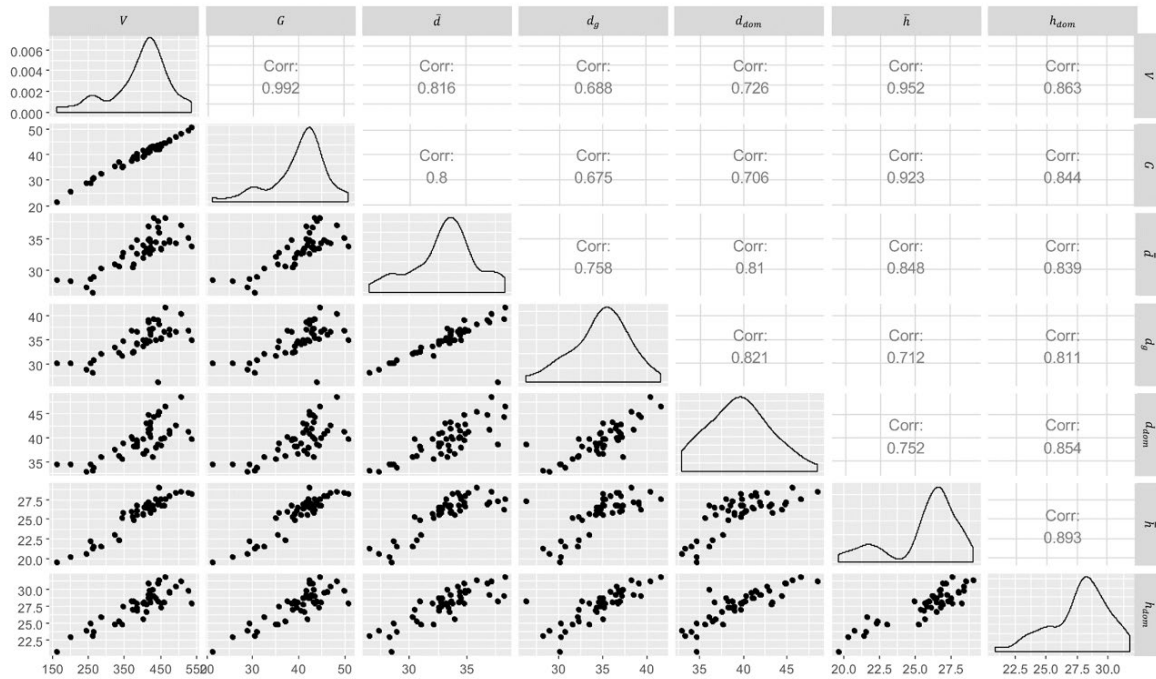 V G d̄ d_g d_dom h̄ h_dom
0.006
0.004
0.002
0.000
Corr:
0.992
Corr:
0.816
Corr:
0.688
Corr:
0.726
Corr:
0.952
Corr:
0.863
V
50
40
30
20
Corr:
0.8
Corr:
0.675
Corr:
0.706
Corr:
0.923
Corr:
0.844
G
35
30
Corr:
0.758
Corr:
0.81
Corr:
0.848
Corr:
0.839
d̄
40
35
30
Corr:
0.821
Corr:
0.712
Corr:
0.811
d_g
45
40
35
Corr:
0.752
Corr:
0.854
d_dom
27.5
25.0
22.5
20.0
Corr:
0.893
h̄
30.0
27.5
25.0
22.5
h_dom
150 250 350 450 550
20 30 40 50
30 35
30 35 40
35 40 45
20.0 22.5 25.0 27.5
22.5 25.0 27.5 30.0